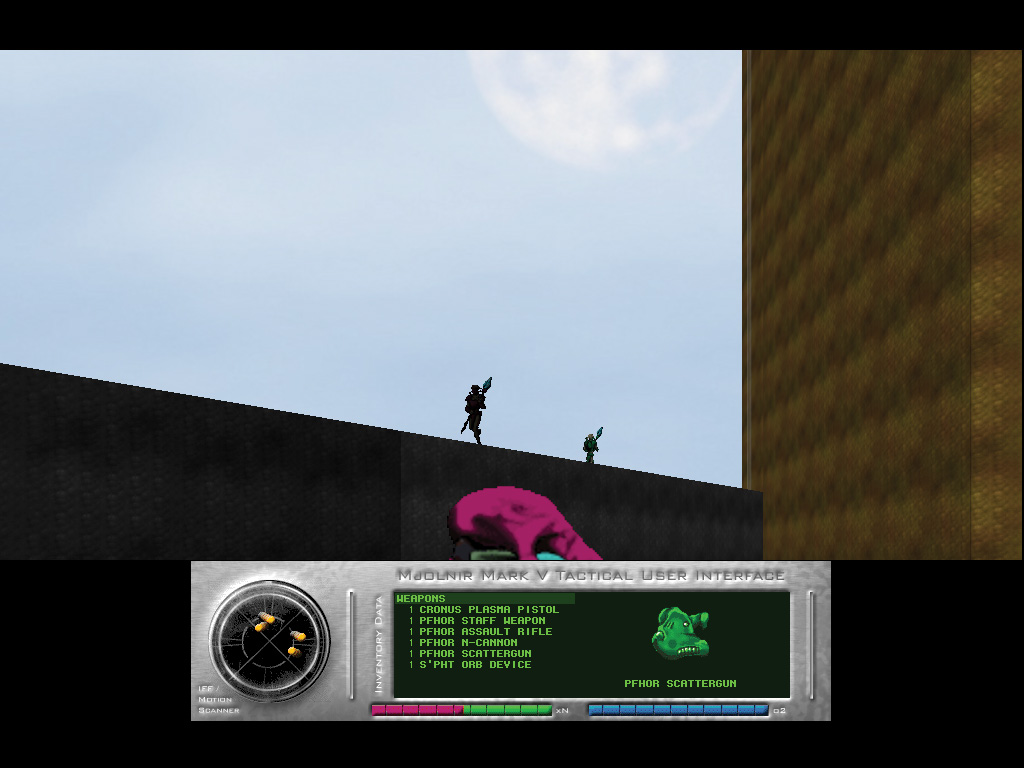 Mjolnir Mark V Tactical User Interface
Inventory Data
WEAPONS
1 CRONUS PLASMA PISTOL
1 PFHOR STAFF WEAPON
1 PFHOR ASSAULT RIFLE
1 PFHOR N-CANNON
1 PFHOR SCATTERGUN
1 S'PHT ORB DEVICE
PFHOR SCATTERGUN
IFF /
Motion
Scanner
xN
o2